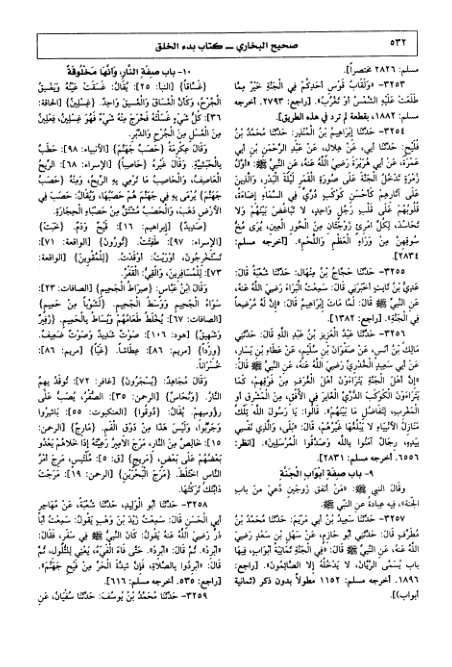 ٥٣٢
صحيح البخاري ــ كتاب بدء الخلق
مسلم: ٢٨٢٦ مختصراً].
٣٢٥٣- «وَلَقَابُ قَوْسِ أَحَدِكُمْ فِي الْجَنَّةِ خَيْرٌ مِمَّا
طَلَعَتْ عَلَيْهِ الشَّمْسُ أَوْ تَغْرُبُ». [راجع: ٢٧٩٣. أخرجه
مسلم: ١٨٨٢، بقطعة لم ترد في هذه الطريق].
٣٢٥٤- حَدَّثَنَا إِبْرَاهِيمُ بْنُ الْمُنْذِرِ: حَدَّثَنَا مُحَمَّدُ بْنُ
فُلَيْحٍ: حَدَّثَنَا أَبِي، عَنْ هِلَالٍ، عَنْ عَبْدِ الرَّحْمَنِ بْنِ أَبِي
عَمْرَةَ، عَنْ أَبِي هُرَيْرَةَ رَضِيَ اللَّهُ عَنْهُ، عَنِ النَّبِيِّ ﷺ: «أَوَّلُ
زُمْرَةٍ تَدْخُلُ الْجَنَّةَ عَلَى صُورَةِ الْقَمَرِ لَيْلَةَ الْبَدْرِ، وَالَّذِينَ
عَلَى آثَارِهِمْ كَأَحْسَنِ كَوْكَبٍ دُرِّيٍّ فِي السَّمَاءِ إِضَاءَةً،
قُلُوبُهُمْ عَلَى قَلْبِ رَجُلٍ وَاحِدٍ، لَا تَبَاغُضَ بَيْنَهُمْ وَلَا
تَحَاسُدَ، لِكُلِّ امْرِئٍ زَوْجَتَانِ مِنَ الْحُورِ الْعِينِ، يُرَى مُخُّ
سُوقِهِنَّ مِنْ وَرَاءِ الْعَظْمِ وَاللَّحْمِ». [أخرجه مسلم:
٢٨٣٤]
٣٢٥٥- حَدَّثَنَا حَجَّاجُ بْنُ مِنْهَالٍ: حَدَّثَنَا شُعْبَةُ قَالَ:
عَدِيُّ بْنُ ثَابِتٍ أَخْبَرَنِي قَالَ: سَمِعْتُ الْبَرَاءَ رَضِيَ اللَّهُ عَنْهُ،
عَنِ النَّبِيِّ ﷺ قَالَ: لَمَّا مَاتَ إِبْرَاهِيمُ قَالَ: «إِنَّ لَهُ مُرْضِعاً
فِي الْجَنَّةِ». [راجع: ١٣٨٢].
٣٢٥٦- حَدَّثَنَا عَبْدُ الْعَزِيزِ بْنُ عَبْدِ اللَّهِ قَالَ: حَدَّثَنِي
مَالِكُ بْنُ أَنَسٍ، عَنْ صَفْوَانَ بْنِ سُلَيْمٍ، عَنْ عَطَاءِ بْنِ يَسَارٍ،
عَنْ أَبِي سَعِيدٍ الْخُدْرِيِّ رَضِيَ اللَّهُ عَنْهُ، عَنِ النَّبِيِّ ﷺ قَالَ:
«إِنَّ أَهْلَ الْجَنَّةِ يَتَرَاءَوْنَ أَهْلَ الْغُرَفِ مِنْ فَوْقِهِمْ، كَمَا
يَتَرَاءَوْنَ الْكَوْكَبَ الدُّرِّيَّ الْغَابِرَ فِي الْأُفُقِ، مِنَ الْمَشْرِقِ أَوِ
الْمَغْرِبِ، لِتَفَاضُلِ مَا بَيْنَهُمْ». قَالُوا: يَا رَسُولَ اللَّهِ تِلْكَ
مَنَازِلُ الْأَنْبِيَاءِ لَا يَبْلُغُهَا غَيْرُهُمْ، قَالَ: «بَلَى، وَالَّذِي نَفْسِي
بِيَدِهِ، رِجَالٌ آمَنُوا بِاللَّهِ وَصَدَّقُوا الْمُرْسَلِينَ». [انظر:
٦٥٥٦. أخرجه مسلم: ٢٨٣١].
٩- باب صِفَةِ أَبْوَابِ الْجَنَّةِ
وَقَالَ النبي ﷺ: «مَنْ أَنْفَقَ زَوْجَيْنِ دُعِيَ مِنْ بَابِ
الْجَنَّةِ». فِيهِ عبادة عن النبي ﷺ.
٣٢٥٧- حَدَّثَنَا سَعِيدُ بْنُ أَبِي مَرْيَمَ: حَدَّثَنَا مُحَمَّدُ بْنُ
مُطَرِّفٍ قَالَ: حَدَّثَنِي أَبُو حَازِمٍ، عَنْ سَهْلِ بْنِ سَعْدٍ رَضِيَ
اللَّهُ عَنْهُ، عَنِ النَّبِيِّ ﷺ قَالَ: «فِي الْجَنَّةِ ثَمَانِيَةُ أَبْوَابٍ، فِيهَا
بَابٌ يُسَمَّى الرَّيَّانَ، لَا يَدْخُلُهُ إِلَّا الصَّائِمُونَ». [راجع:
١٨٩٦. أخرجه مسلم: ١١٥٢ مطولاً بدون ذكر (ثمانية
أبواب)].
١٠- باب صِفَةِ النَّارِ، وَأَنَّهَا مَخْلُوقَةٌ
{غَسَّاقاً} [النبأ: ٢٥]: يُقَالُ: غَسَقَتْ عَيْنُهُ وَيَغْسِقُ
الْجُرْحُ، وَكَأَنَّ الْغَسَاقَ وَالْغَسْقَ وَاحِدٌ. {غِسْلِينٍ} [الحاقة:
٣٦]: كُلُّ شَيْءٍ غَسَلْتَهُ فَخَرَجَ مِنْهُ شَيْءٌ فَهُوَ غِسْلِينُ، فِعْلِينُ
مِنَ الْغَسْلِ مِنَ الْجُرْحِ وَالدَّبَرِ.
وَقَالَ عِكْرِمَةُ {حَصَبُ جَهَنَّمَ} [الأنبياء: ٩٨]: حَطَبُ
بِالْحَبَشِيَّةِ. وَقَالَ غَيْرُهُ {حَاصِباً} [الإسراء: ٦٨]: الرِّيحُ
الْعَاصِفُ، وَالْحَاصِبُ مَا تَرْمِي بِهِ الرِّيحُ، وَمِنْهُ {حَصَبُ
جَهَنَّمَ} يُرْمَى بِهِ فِي جَهَنَّمَ هُمْ حَصَبُهَا، وَيُقَالُ: حَصَبَ فِي
الْأَرْضِ ذَهَبَ، وَالْحَصَبُ مُشْتَقٌّ مِنْ حَصْبَاءِ الْحِجَارَةِ.
{صَدِيدٍ} [إبراهيم: ١٦]: قَيْحٌ وَدَمٌ. {خَبَتْ}
[الإسراء: ٩٧]: طَفِئَتْ. {تُورُونَ} [الواقعة: ٧١]:
تَسْتَخْرِجُونَ، أَوْرَيْتُ: أَوْقَدْتُ. {لِلْمُقْوِينَ} [الواقعة:
٧٣]: لِلْمُسَافِرِينَ، وَالْقِيُّ: الْقَفْرُ.
وَقَالَ ابْنُ عَبَّاسٍ: {صِرَاطُ الْجَحِيمِ} [الصافات: ٢٣]:
سَوَاءُ الْجَحِيمِ وَوَسَطُ الْجَحِيمِ. {لَشَوْباً مِنْ حَمِيمٍ}
[الصافات: ٦٧]: يُخْلَطُ طَعَامُهُمْ وَيُسَاطُ بِالْحَمِيمِ. {زَفِيرٌ
وَشَهِيقٌ} [هود: ١٠٦]: صَوْتٌ شَدِيدٌ وَصَوْتٌ ضَعِيفٌ.
{وِرْداً} [مريم: ٨٦]: عِطَاشاً. {غَيّاً} [مريم: ٨٦]:
خُسْرَاناً.
وَقَالَ مُجَاهِدٌ: {يُسْجَرُونَ} [غافر: ٧٢]: تُوقَدُ بِهِمُ
النَّارُ. {وَنُحَاسٌ} [الرحمن: ٣٥]: الصُّفْرُ، يُصَبُّ عَلَى
رُؤُوسِهِمْ. يُقَالُ: {ذُوقُوا} [العنكبوت: ٥٥]: بَاشِرُوا
وَجَرِّبُوا، وَلَيْسَ هَذَا مِنْ ذَوْقِ الْفَمِ. {مَارِجٌ} [الرحمن:
١٥]: خَالِصٌ مِنَ النَّارِ، مَرَجَ الْأَمِيرُ رَعِيَّتَهُ إِذَا خَلَّاهُمْ يَعْدُو
بَعْضُهُمْ عَلَى بَعْضٍ، {مَرِيجٍ} [ق: ٥]: مُلْتَبِسٍ، مَرِجَ أَمْرُ
النَّاسِ اخْتَلَطَ. {مَرَجَ الْبَحْرَيْنِ} [الرحمن: ١٩]: مَرَجْتَ
دَابَّتَكَ تَرَكْتَهَا.
٣٢٥٨- حَدَّثَنَا أَبُو الْوَلِيدِ، حَدَّثَنَا شُعْبَةُ، عَنْ مُهَاجِرٍ
أَبِي الْحَسَنِ قَالَ: سَمِعْتُ زَيْدَ بْنَ وَهْبٍ يَقُولُ: سَمِعْتُ أَبَا
ذَرٍّ رَضِيَ اللَّهُ عَنْهُ يَقُولُ: كَانَ النَّبِيُّ ﷺ فِي سَفَرٍ، فَقَالَ:
«أَبْرِدْ». ثُمَّ قَالَ: «أَبْرِدْ». حَتَّى فَاءَ الْفَيْءُ، يَعْنِي لِلتُّلُولِ، ثُمَّ
قَالَ: «أَبْرِدُوا بِالصَّلَاةِ، فَإِنَّ شِدَّةَ الْحَرِّ مِنْ فَيْحِ جَهَنَّمَ».
[راجع: ٥٣٥. أخرجه مسلم: ٦١٦].
٣٢٥٩- حَدَّثَنَا مُحَمَّدُ بْنُ يُوسُفَ: حَدَّثَنَا سُفْيَانُ، عَنِ